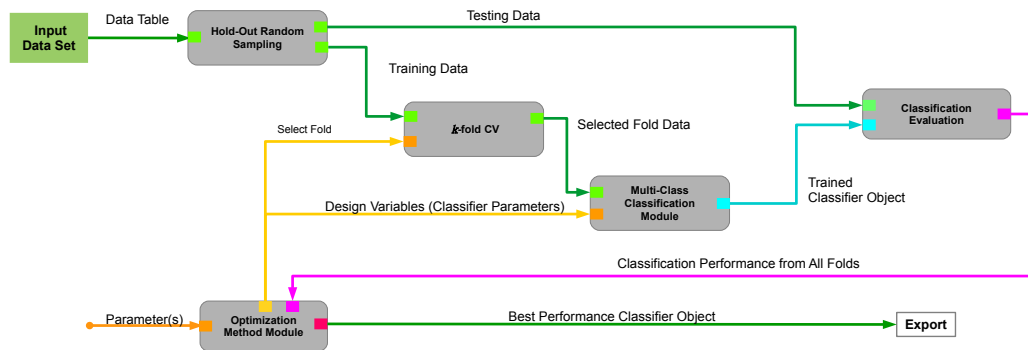 Input
Data Set
Data Table
Hold-Out Random
Sampling
Testing Data
Training Data
Classification
Evaluation
k-fold CV
Select Fold
Selected Fold Data
Multi-Class
Classification
Module
Trained
Classifier Object
Design Variables (Classifier Parameters)
Classification Performance from All Folds
Parameter(s)
Optimization
Method Module
Best Performance Classifier Object
Export